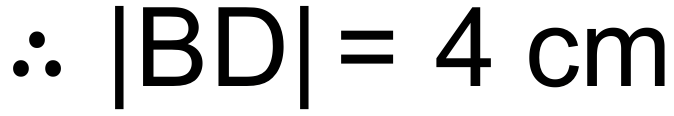 ∴ |BD| = 4 cm